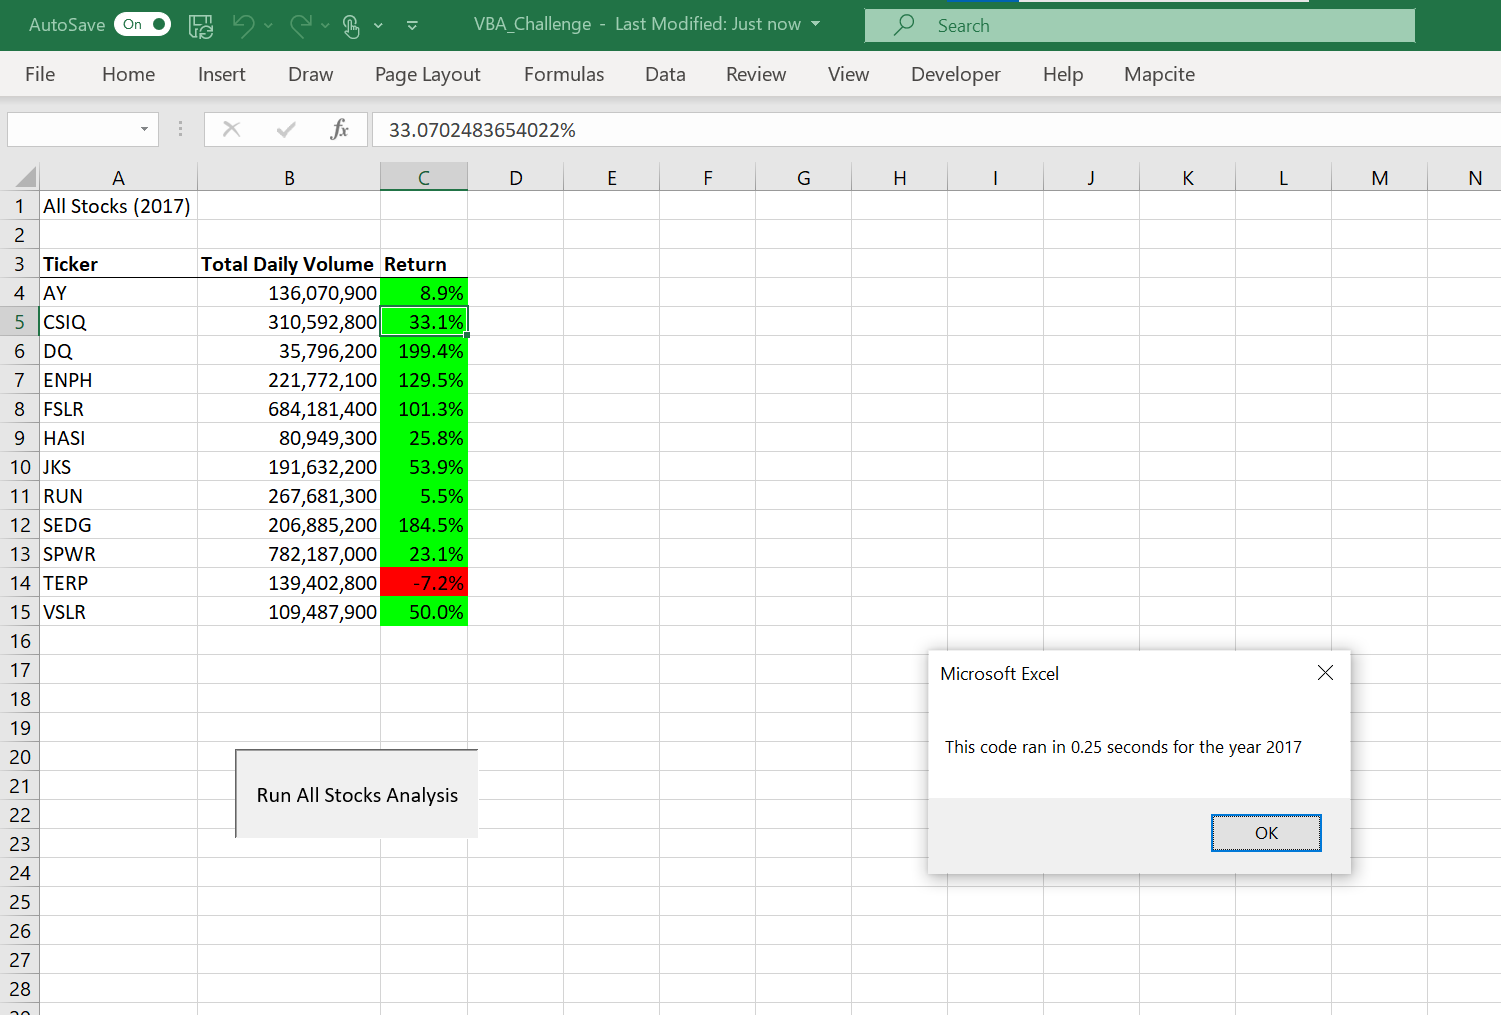 AutoSave On VBA_Challenge - Last Modified: Just now Search
File Home Insert Draw Page Layout Formulas Data Review View Developer Help Mapcite
fx 33.0702483654022%
A B C D E F G H I J K L M N
1 All Stocks (2017)
2
3 Ticker Total Daily Volume Return
4 AY 136,070,900 8.9%
5 CSIQ 310,592,800 33.1%
6 DQ 35,796,200 199.4%
7 ENPH 221,772,100 129.5%
8 FSLR 684,181,400 101.3%
9 HASI 80,949,300 25.8%
10 JKS 191,632,200 53.9%
11 RUN 267,681,300 5.5%
12 SEDG 206,885,200 184.5%
13 SPWR 782,187,000 23.1%
14 TERP 139,402,800 -7.2%
15 VSLR 109,487,900 50.0%
16
17
18
19
20
21
22
23
24
25
26
27
28
Run All Stocks Analysis
Microsoft Excel
This code ran in 0.25 seconds for the year 2017
OK